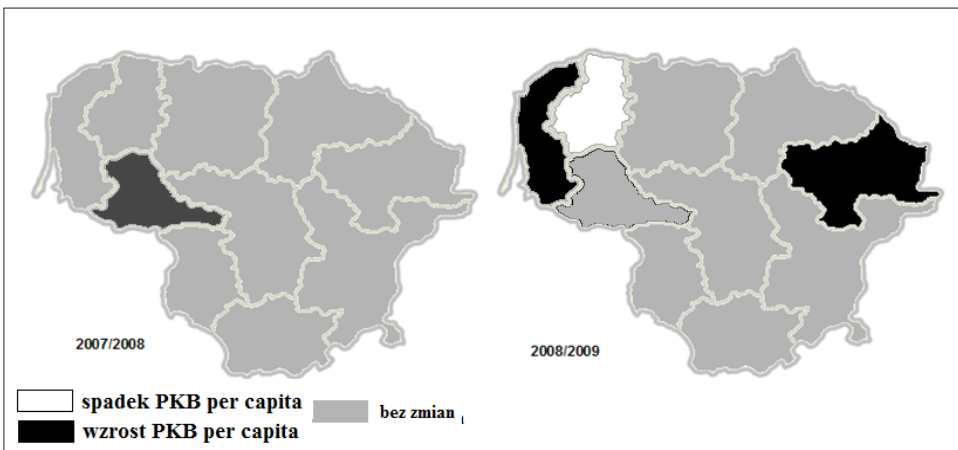 2007/2008
2008/2009
spadek PKB per capita
bez zmian
wzrost PKB per capita